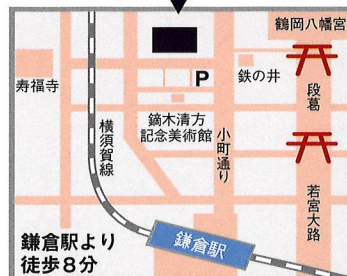 鶴岡八幡宮
P
鉄の井
寿福寺
段葛
鏑木清方
記念美術館
横須賀線
小町通り
若宮大路
鎌倉駅
鎌倉駅より
徒歩8分